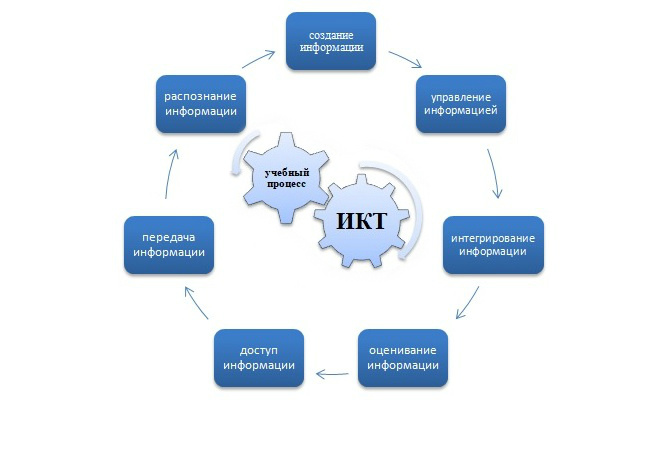 создание
информации
управление
информацией
интегрирование
информации
оценивание
информации
доступ
информации
передача
информации
распознание
информации
учебный
процесс
ИКТ